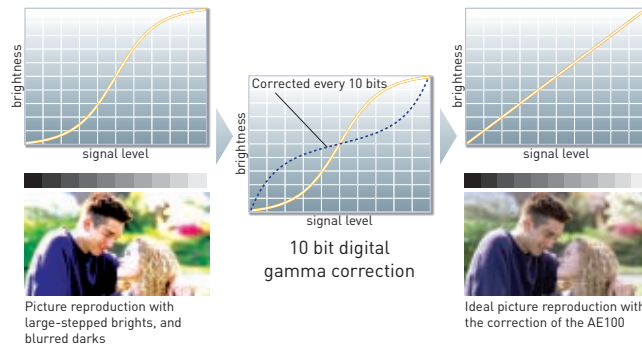 brightness
signal level
Picture reproduction with
large-stepped brights, and
blurred darks
Corrected every 10 bits
brightness
signal level
10 bit digital
gamma correction
brightness
signal level
Ideal picture reproduction with
the correction of the AE100